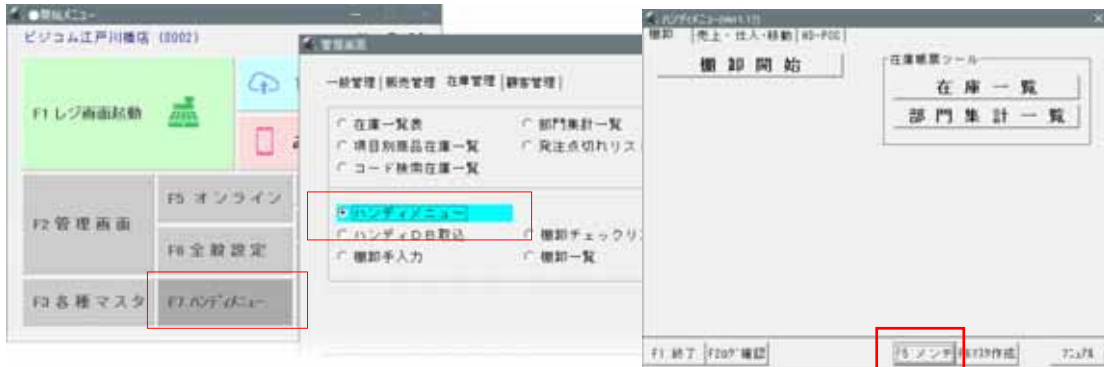 ビジコム江戸川橋店 (0002)
F1 レジ画面起動
F2 管理画面
F5 オンライン
F6 全般設定
F3 各種マスタ
F7 ハンディメニュー
管理画面
一般管理 販売管理 在庫管理 顧客管理
在庫一覧表
部門集計一覧
項目別商品在庫一覧
発注点切れリス
コード検索在庫一覧
ハンディメニュー
ハンディDB取込
棚卸チェックリス
棚卸手入力
棚卸一覧
棚卸 売上・仕入・移動
棚卸開始
在庫帳票ツール
在庫一覧
部門集計一覧
F1 終了
F2ログ確認
F5 メンテ
マニュアル